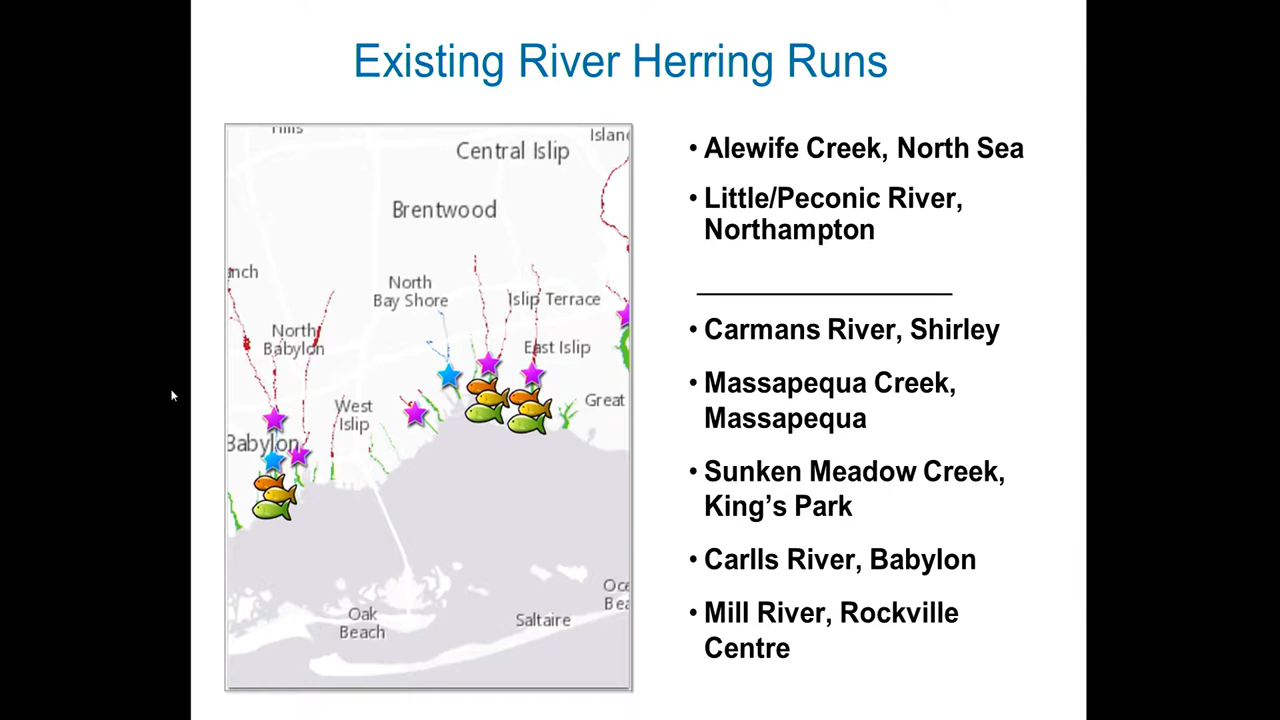 Existing River Herring Runs
Hills
Island
Central Islip
Brentwood
nch
North
Bay Shore
Islip Terrace
North
Babylon
East Islip
West
Islip
Great
Babylon
Oak
Beach
Saltaire
Oce
Bea
• Alewife Creek, North Sea
• Little/Peconic River,
Northampton
• Carmans River, Shirley
• Massapequa Creek,
Massapequa
• Sunken Meadow Creek,
King’s Park
• Carlls River, Babylon
• Mill River, Rockville
Centre